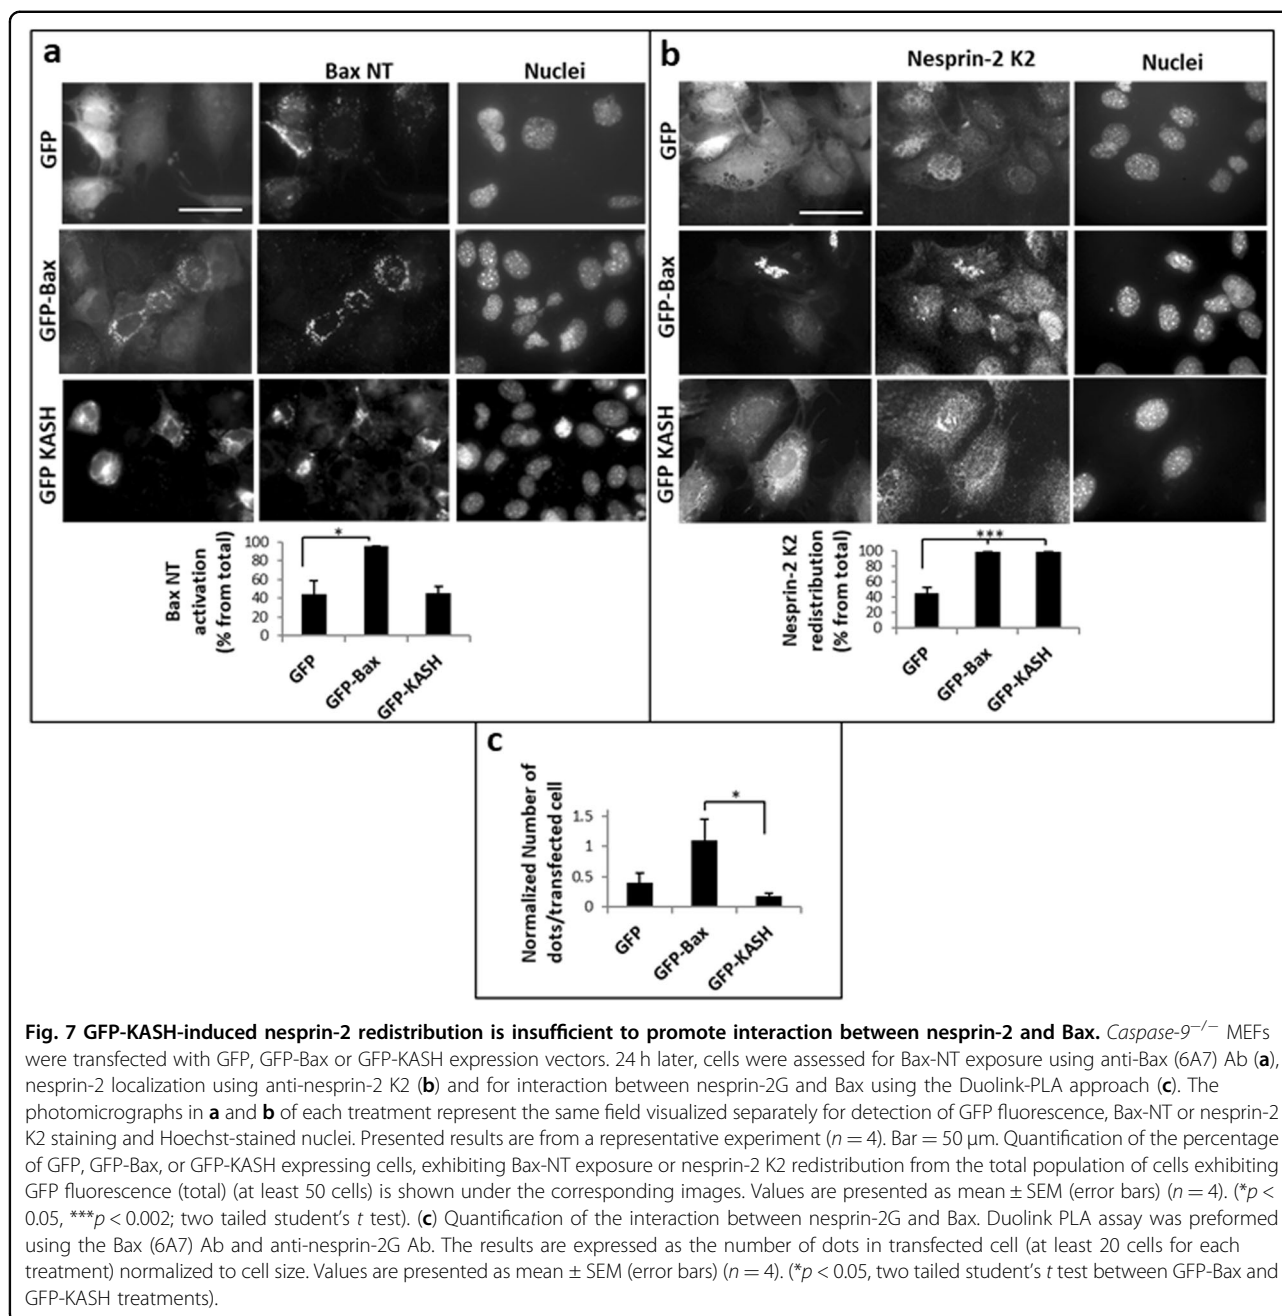 a
Bax NT
Nuclei
GFP
GFP-Bax
GFP KASH
Bax NT
activation
(% from total)
100
80
60
40
20
0
*
GFP
GFP-Bax
GFP-KASH
b
Nesprin-2 K2
Nuclei
GFP
GFP-Bax
GFP KASH
Nesprin-2 K2
redistribution
(% from total)
100
80
60
40
20
0
***
GFP
GFP-Bax
GFP-KASH
c
Normalized Number of
dots/transfected cell
1.5
1
0.5
0
*
GFP
GFP-Bax
GFP-KASH
Fig. 7 GFP-KASH-induced nesprin-2 redistribution is insufficient to promote interaction between nesprin-2 and Bax. Caspase-9−/− MEFs
were transfected with GFP, GFP-Bax or GFP-KASH expression vectors. 24 h later, cells were assessed for Bax-NT exposure using anti-Bax (6A7) Ab (a),
nesprin-2 localization using anti-nesprin-2 K2 (b) and for interaction between nesprin-2G and Bax using the Duolink-PLA approach (c). The
photomicrographs in a and b of each treatment represent the same field visualized separately for detection of GFP fluorescence, Bax-NT or nesprin-2
K2 staining and Hoechst-stained nuclei. Presented results are from a representative experiment (n = 4). Bar = 50 µm. Quantification of the percentage
of GFP, GFP-Bax, or GFP-KASH expressing cells, exhibiting Bax-NT exposure or nesprin-2 K2 redistribution from the total population of cells exhibiting
GFP fluorescence (total) (at least 50 cells) is shown under the corresponding images. Values are presented as mean ± SEM (error bars) (n = 4). (*p <
0.05, ***p < 0.002; two tailed student's t test). (c) Quantification of the interaction between nesprin-2G and Bax. Duolink PLA assay was preformed
using the Bax (6A7) Ab and anti-nesprin-2G Ab. The results are expressed as the number of dots in transfected cell (at least 20 cells for each
treatment) normalized to cell size. Values are presented as mean ± SEM (error bars) (n = 4). (*p < 0.05, two tailed student's t test between GFP-Bax and
GFP-KASH treatments).